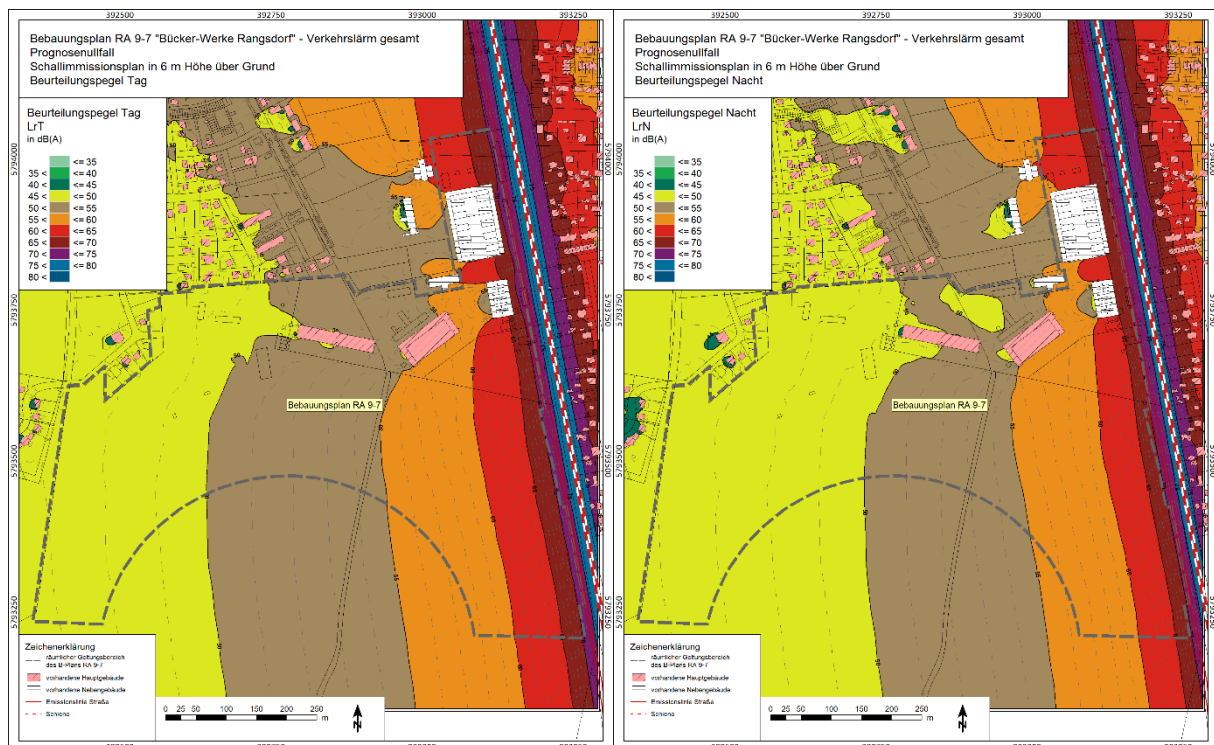 392500 392750 393000 393250
Bebauungsplan RA 9-7 "Bücker-Werke Rangsdorf" - Verkehrslärm gesamt
Prognosenullfall
Schallimmissionsplan in 6 m Höhe über Grund
Beurteilungspegel Tag
Beurteilungspegel Tag
LrT
in dB(A)
<= 35
35 < <= 40
40 < <= 45
45 < <= 50
50 < <= 55
55 < <= 60
60 < <= 65
65 < <= 70
70 < <= 75
75 < <= 80
80 <
5794000 5794000
5793750 5793750
Bebauungsplan RA 9-7
5793500 5793500
5793250 5793250
Zeichenerklärung
räumlicher Geltungsbereich
des B-Plans RA 9-7
vorhandene Hauptgebäude
vorhandene Nebengebäude
Emissionslinie Straße
Schiene
0 25 50 100 150 200 250
m
N
392500 392750 393000 393250
Bebauungsplan RA 9-7 "Bücker-Werke Rangsdorf" - Verkehrslärm gesamt
Prognosenullfall
Schallimmissionsplan in 6 m Höhe über Grund
Beurteilungspegel Nacht
Beurteilungspegel Nacht
LrN
in dB(A)
<= 35
35 < <= 40
40 < <= 45
45 < <= 50
50 < <= 55
55 < <= 60
60 < <= 65
65 < <= 70
70 < <= 75
75 < <= 80
80 <
5794000 5794000
5793750 5793750
Bebauungsplan RA 9-7
5793500 5793500
5793250 5793250
Zeichenerklärung
räumlicher Geltungsbereich
des B-Plans RA 9-7
vorhandene Hauptgebäude
vorhandene Nebengebäude
Emissionslinie Straße
Schiene
0 25 50 100 150 200 250
m
N